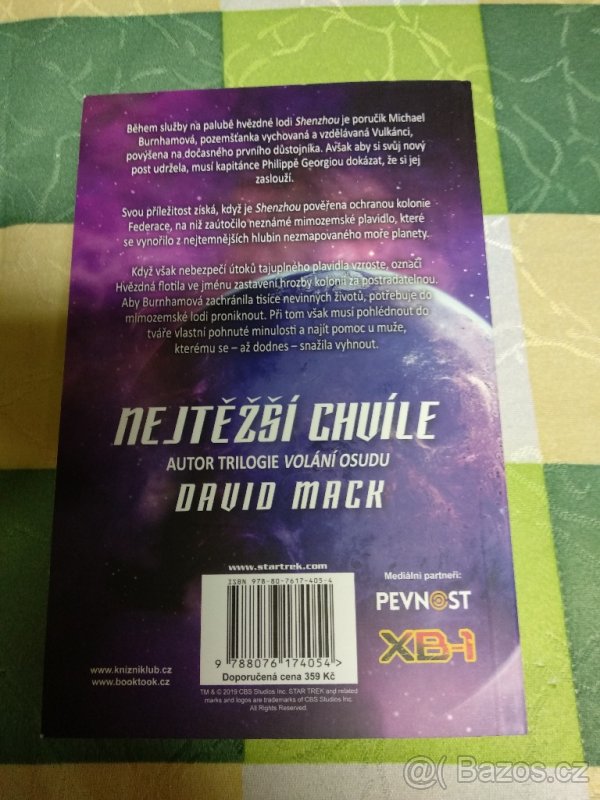 Během služby na palubě hvězdné lodi Shenzhou je poručík Michael
Burnhamová, pozemšťanka vychovaná a vzdělávaná Vulkánci,
povýšena na dočasného prvního důstojníka. Avšak aby si svůj nový
post udržela, musí kapitánce Philippě Georgiou dokázat, že si jej
zaslouží.
Svou příležitost získá, když je Shenzhou pověřena ochranou kolonie
Federace, na niž zaútočilo neznámé mimozemské plavidlo, které
se vynořilo z nejtemnějších hlubin nezmapovaného moře planety.
Když však nebezpečí útoků tajuplného plavidla vzroste, označí
Hvězdná flotila ve jménu zastavení hrozby kolonii za postradatelnou.
Aby Burnhamová zachránila tisíce nevinných životů, potřebuje do
mimozemské lodi proniknout. Při tom však musí pohlédnout do
tváře vlastní pohnuté minulosti a najít pomoc u muže,
kterému se – až dodnes – snažila vyhnout.
NEJTĚŽŠÍ CHVÍLE
AUTOR TRILOGIE VOLÁNÍ OSUDU
DAVID MACK
www.startrek.com
ISBN 978-80-7617-405-4
9 788076 174054 >
Doporučená cena 359 Kč
Mediální partneři:
PEVNOST
XB-1
www.knizniklub.cz
www.booktook.cz
TM & © 2019 CBS Studios Inc. STAR TREK and related
marks and logos are trademarks of CBS Studios Inc.
All Rights Reserved.
Bazos.cz